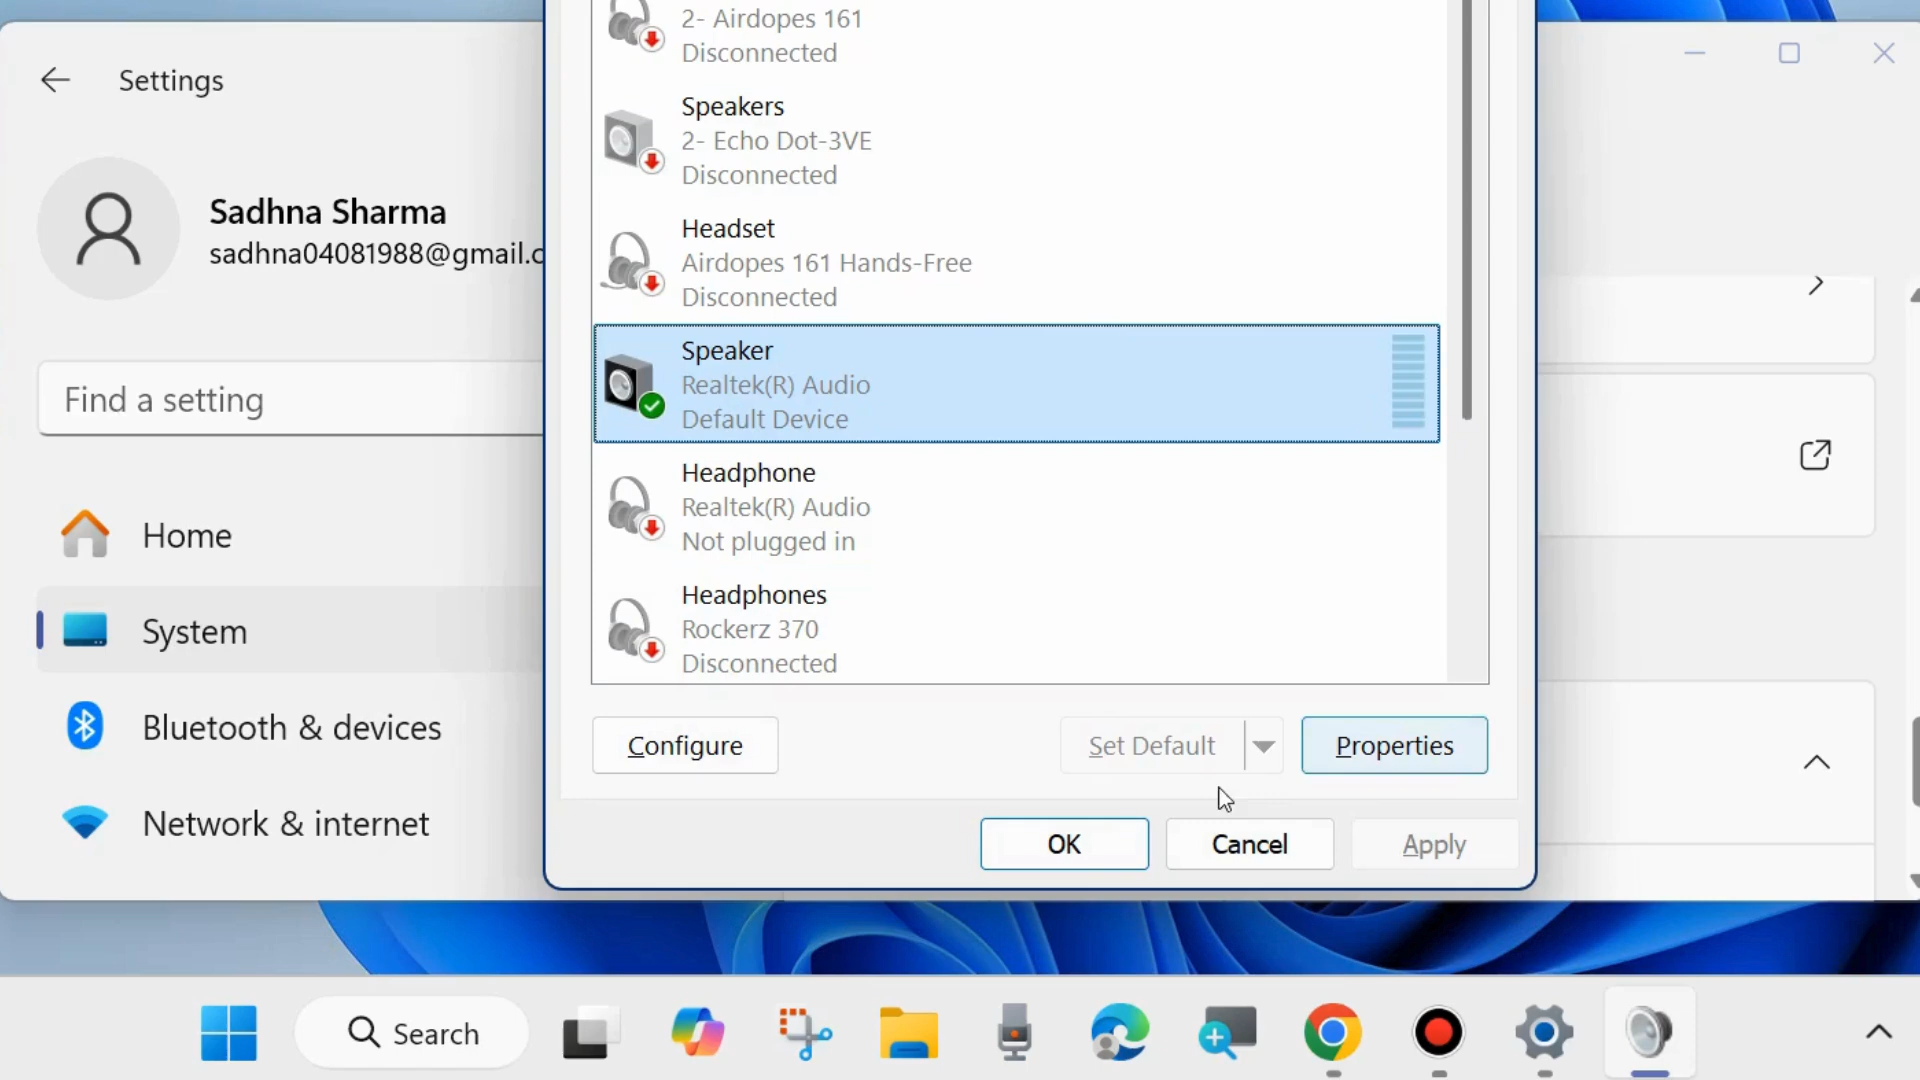 Settings
Sadhna Sharma
sadhna04081988@gmail.c
Find a setting
Home
System
Bluetooth & devices
Network & internet
2- Airdopes 161
Disconnected
Speakers
2- Echo Dot-3VE
Disconnected
Headset
Airdopes 161 Hands-Free
Disconnected
Speaker
Realtek(R) Audio
Default Device
Headphone
Realtek(R) Audio
Not plugged in
Headphones
Rockerz 370
Disconnected
Configure
Set Default
Properties
OK
Cancel
Apply
Search